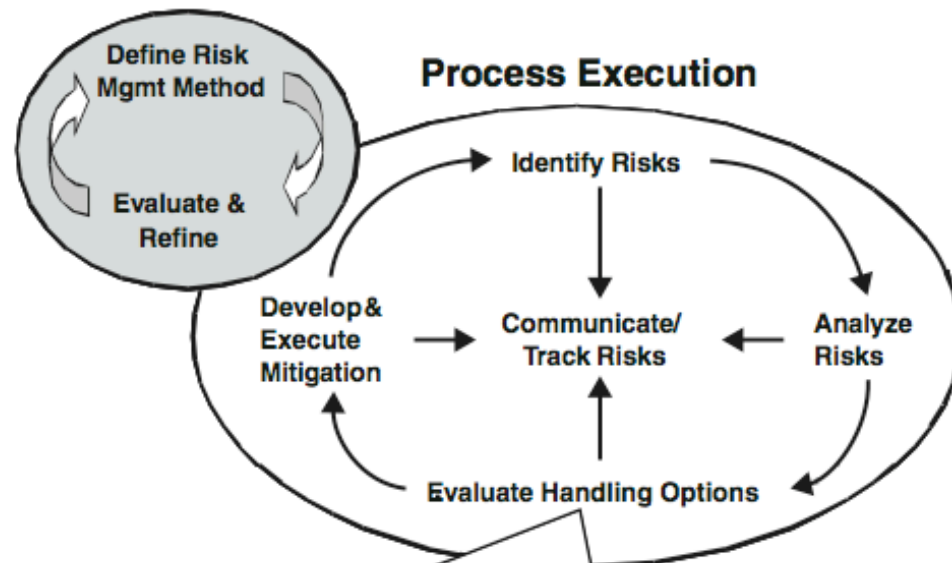 Define Risk
Mgmt Method
Evaluate &
Refine
Process Execution
Identify Risks
Develop &
Execute
Mitigation
Communicate/
Track Risks
Analyze
Risks
Evaluate Handling Options